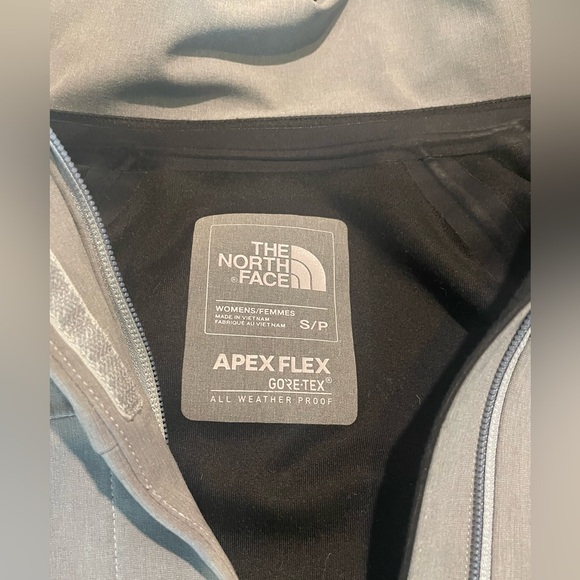 THE
NORTH
FACE
WOMENS/FEMMES
MADE IN VIETNAM
FABRIQUÉ AU VIETNAM
S/P
APEX FLEX
GORE-TEX®
ALL WEATHER PROOF